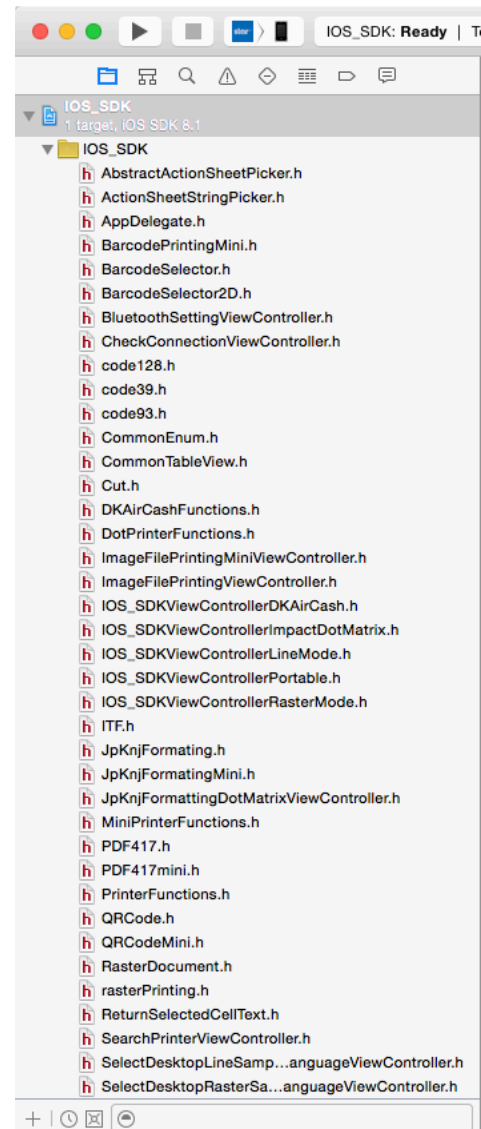 star
IOS_SDK: Ready |
IOS_SDK
1 target, iOS SDK 8.1
IOS_SDK
h AbstractActionSheetPicker.h
h ActionSheetStringPicker.h
h AppDelegate.h
h BarcodePrintingMini.h
h BarcodeSelector.h
h BarcodeSelector2D.h
h BluetoothSettingViewController.h
h CheckConnectionViewController.h
h code128.h
h code39.h
h code93.h
h CommonEnum.h
h CommonTableView.h
h Cut.h
h DKAirCashFunctions.h
h DotPrinterFunctions.h
h ImageFilePrintingMiniViewController.h
h ImageFilePrintingViewController.h
h IOS_SDKViewControllerDKAirCash.h
h IOS_SDKViewControllerImpactDotMatrix.h
h IOS_SDKViewControllerLineMode.h
h IOS_SDKViewControllerPortable.h
h IOS_SDKViewControllerRasterMode.h
h ITF.h
h JpKnjFormating.h
h JpKnjFormatingMini.h
h JpKnjFormattingDotMatrixViewController.h
h MiniPrinterFunctions.h
h PDF417.h
h PDF417mini.h
h PrinterFunctions.h
h QRCode.h
h QRCodeMini.h
h RasterDocument.h
h rasterPrinting.h
h ReturnSelectedCellText.h
h SearchPrinterViewController.h
h SelectDesktopLineSamp...anguageViewController.h
h SelectDesktopRasterSa...anguageViewController.h